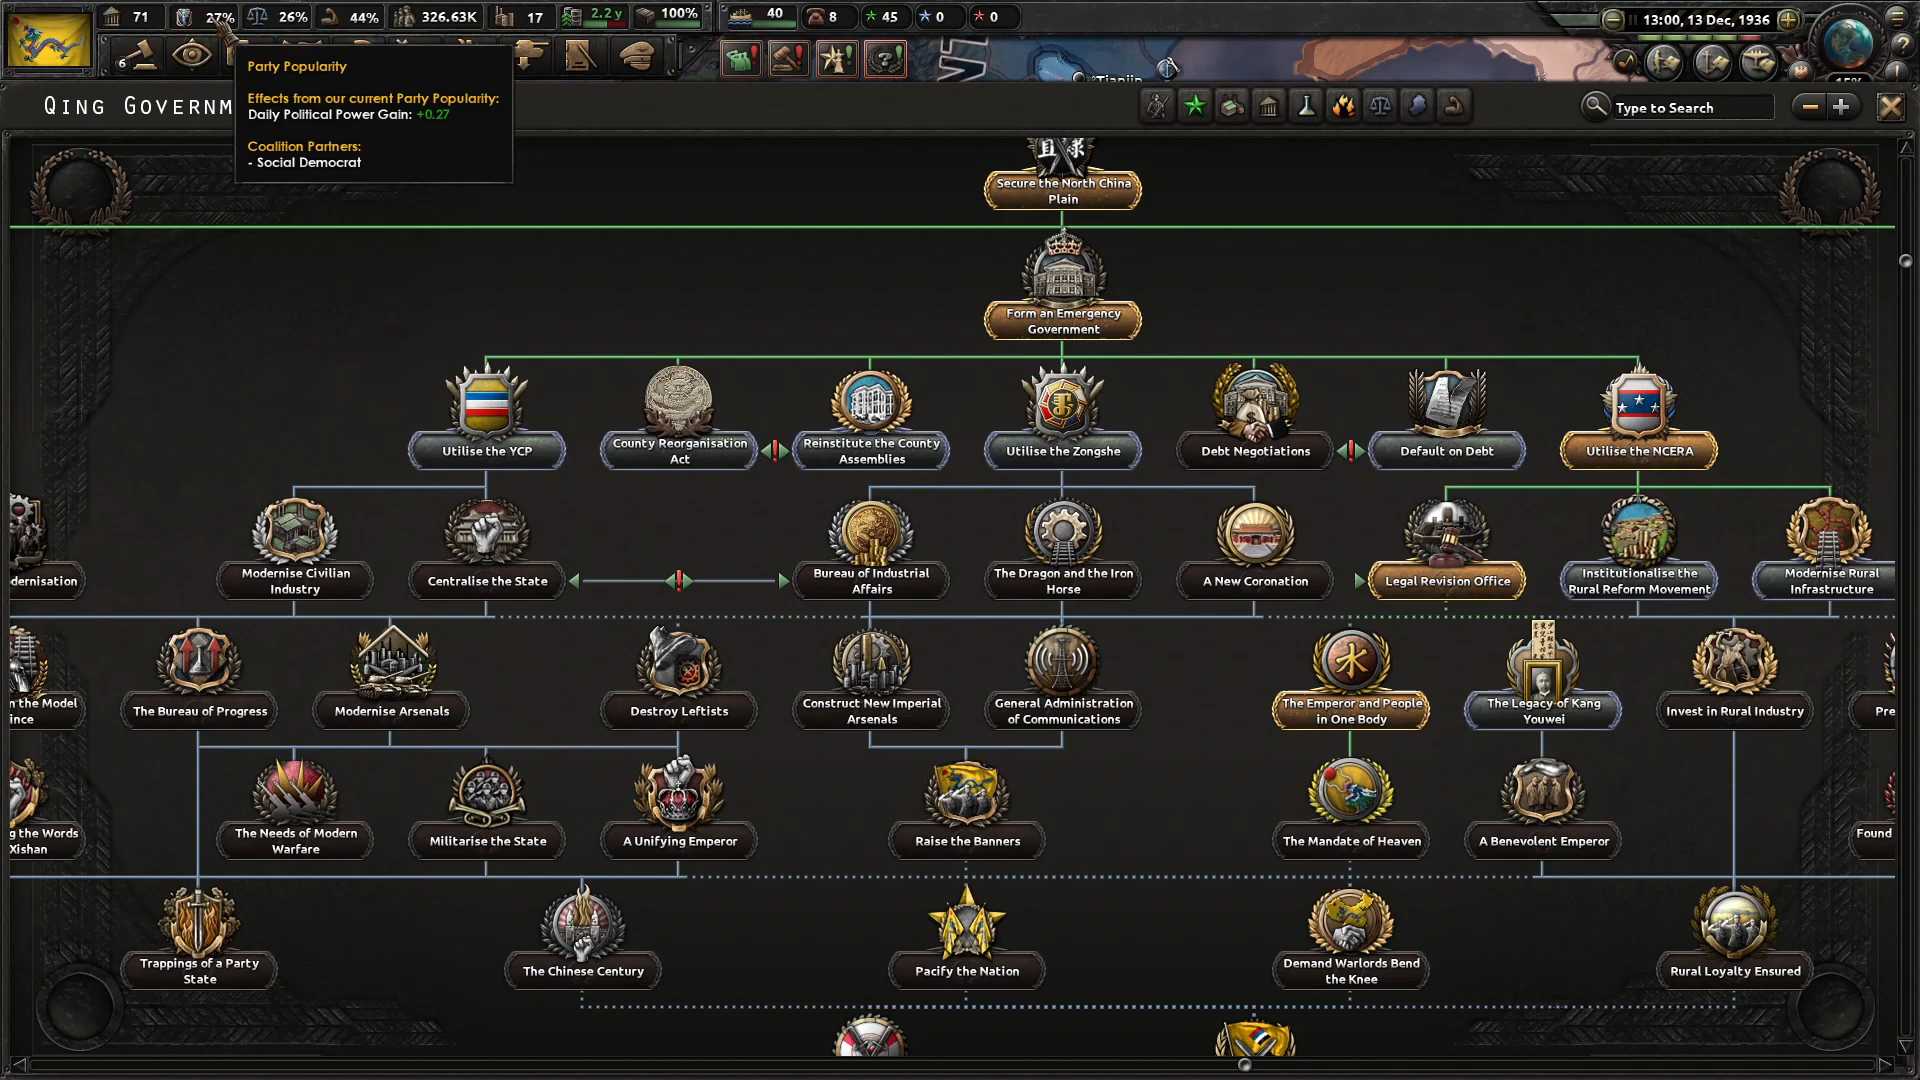 71
27%
26%
44%
326.63K
17
2.2 y
100%
40
8
45
0
0
13:00, 13 Dec, 1936
15%
6
Tianjin
QING GOVERNM
Party Popularity
Effects from our current Party Popularity:
Daily Political Power Gain: +0.27
Coalition Partners:
- Social Democrat
Type to Search
Secure the North China
Plain
Form an Emergency
Government
Utilise the YCP
County Reorganisation
Act
Reinstitute the County
Assemblies
Utilise the Zongshe
Debt Negotiations
Default on Debt
Utilise the NCERA
dernisation
Modernise Civilian
Industry
Centralise the State
Bureau of Industrial
Affairs
The Dragon and the Iron
Horse
A New Coronation
Legal Revision Office
Institutionalise the
Rural Reform Movement
Modernise Rural
Infrastructure
n the Model
ince
The Bureau of Progress
Modernise Arsenals
Destroy Leftists
Construct New Imperial
Arsenals
General Administration
of Communications
The Emperor and People
in One Body
The Legacy of Kang
Youwei
Invest in Rural Industry
Pre
g the Words
Xishan
The Needs of Modern
Warfare
Militarise the State
A Unifying Emperor
Raise the Banners
The Mandate of Heaven
A Benevolent Emperor
Found
Trappings of a Party
State
The Chinese Century
Pacify the Nation
Demand Warlords Bend
the Knee
Rural Loyalty Ensured